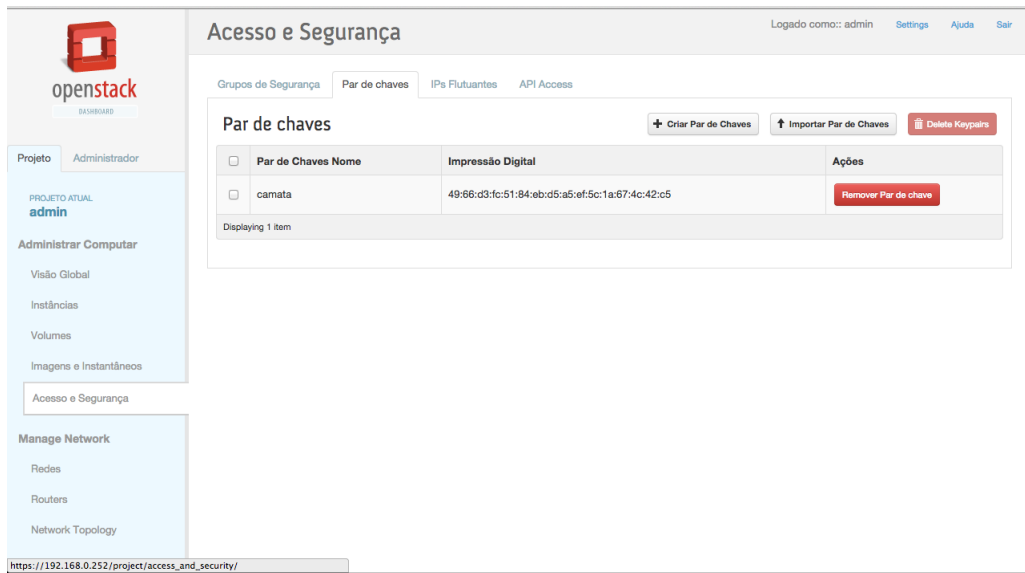 openstack
DASHBOARD
Projeto Administrador
PROJETO ATUAL
admin
Administrar Computar
Visão Global
Instâncias
Volumes
Imagens e Instantâneos
Acesso e Segurança
Manage Network
Redes
Routers
Network Topology
Acesso e Segurança
Logado como:: admin Settings Ajuda Sair
Grupos de Segurança Par de chaves IPs Flutuantes API Access
Par de chaves
Criar Par de Chaves Importar Par de Chaves Delete Keypairs
Par de Chaves Nome Impressão Digital Ações
camata 49:66:d3:fc:51:84:eb:d5:a5:ef:5c:1a:67:4c:42:c5 Remover Par de chave
Displaying 1 item
https://192.168.0.252/project/access_and_security/